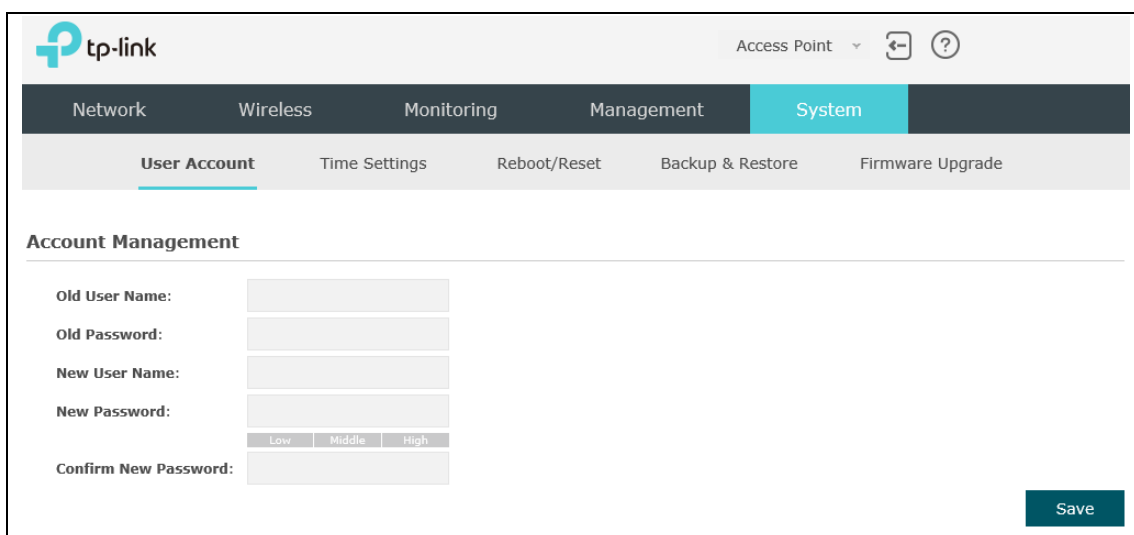 tp-link
Access Point
Network Wireless Monitoring Management System
User Account Time Settings Reboot/Reset Backup & Restore Firmware Upgrade
Account Management
Old User Name:
Old Password:
New User Name:
New Password:
Low Middle High
Confirm New Password:
Save